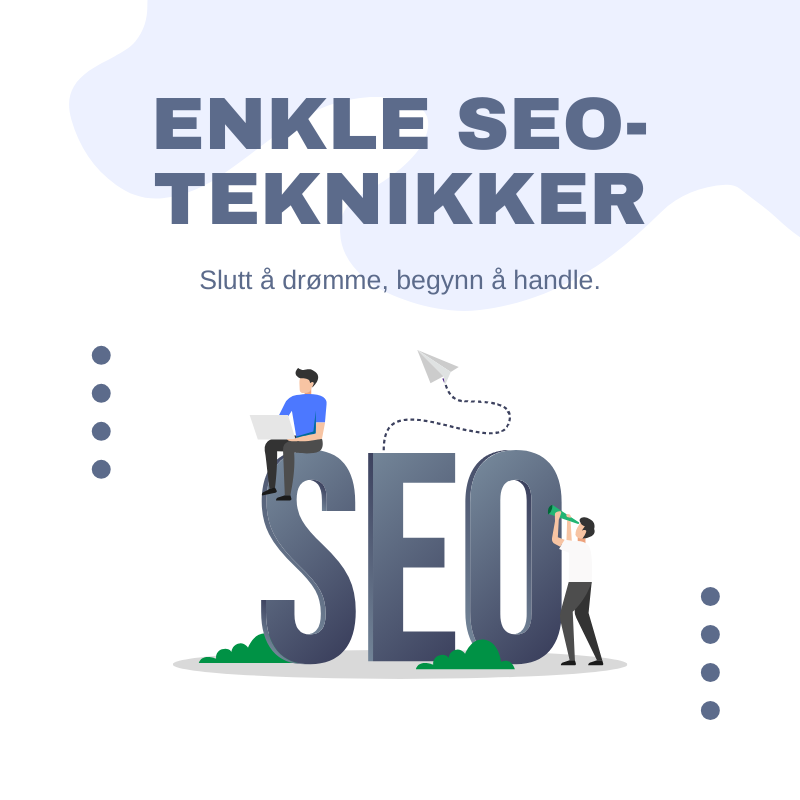 ENKLE SEO-
TEKNIKKER
Slutt å drømme, begynn å handle.
SEO